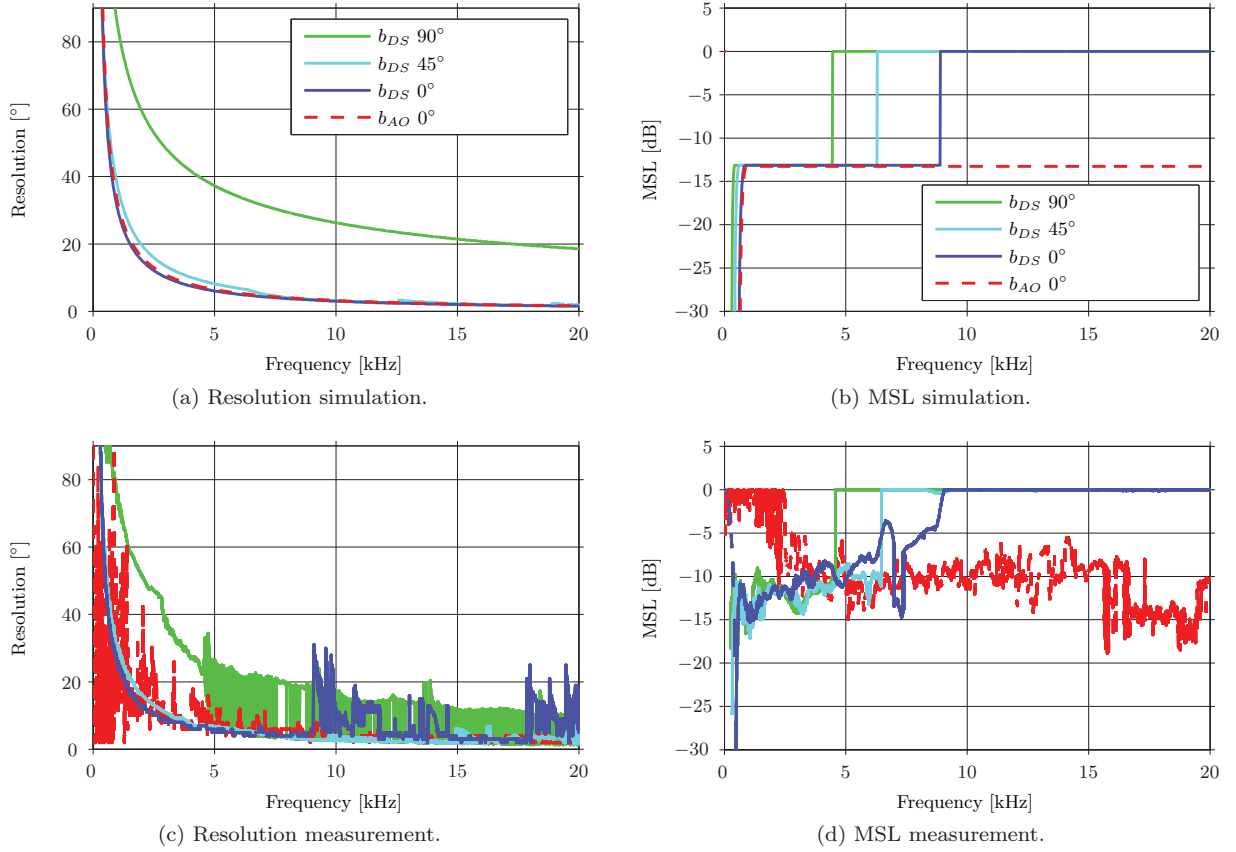 80
60
40
20
0
Resolution [°]
b_DS 90°
b_DS 45°
b_DS 0°
b_AO 0°
0 5 10 15 20
Frequency [kHz]
(a) Resolution simulation.
5
0
−5
−10
−15
−20
−25
−30
MSL [dB]
b_DS 90°
b_DS 45°
b_DS 0°
b_AO 0°
0 5 10 15 20
Frequency [kHz]
(b) MSL simulation.
80
60
40
20
0
Resolution [°]
0 5 10 15 20
Frequency [kHz]
(c) Resolution measurement.
5
0
−5
−10
−15
−20
−25
−30
MSL [dB]
0 5 10 15 20
Frequency [kHz]
(d) MSL measurement.